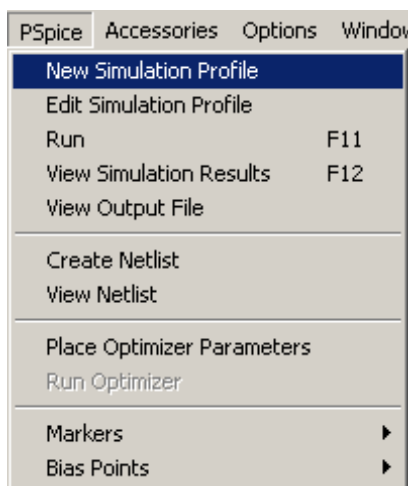 PSpice Accessories Options Window
New Simulation Profile
Edit Simulation Profile
Run F11
View Simulation Results F12
View Output File
Create Netlist
View Netlist
Place Optimizer Parameters
Run Optimizer
Markers
Bias Points